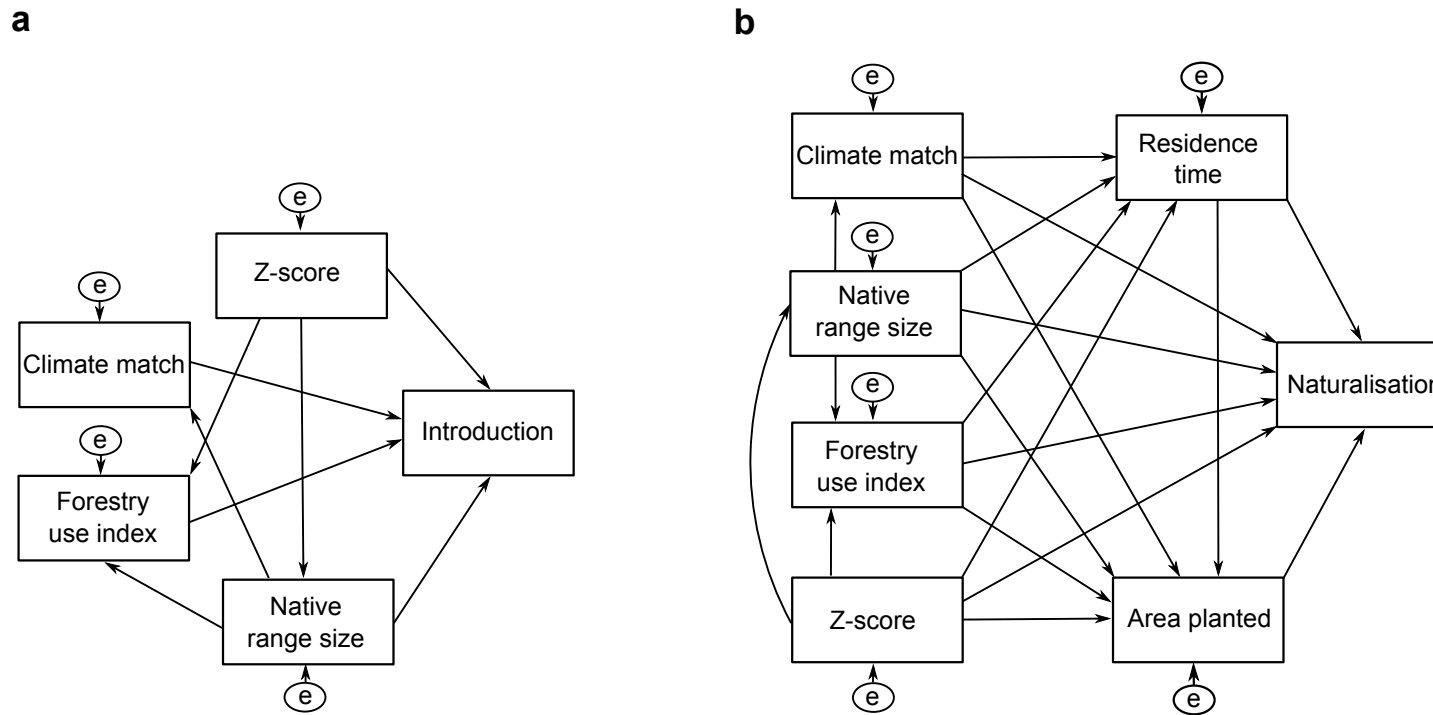 a
e
Z-score
e
Climate match
Introduction
e
Forestry
use index
Native
range size
e
b
e
Climate match
e
Residence
time
e
Native
range size
Naturalisation
e
Forestry
use index
Z-score
e
Area planted
e